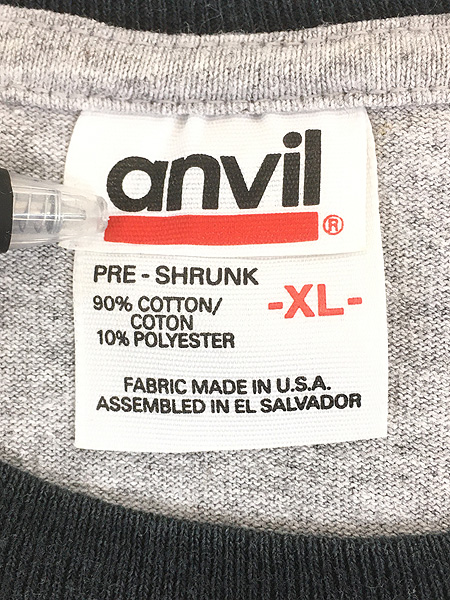 anvil®
PRE - SHRUNK
90% COTTON/
COTON
10% POLYESTER
-XL-
FABRIC MADE IN U.S.A.
ASSEMBLED IN EL SALVADOR